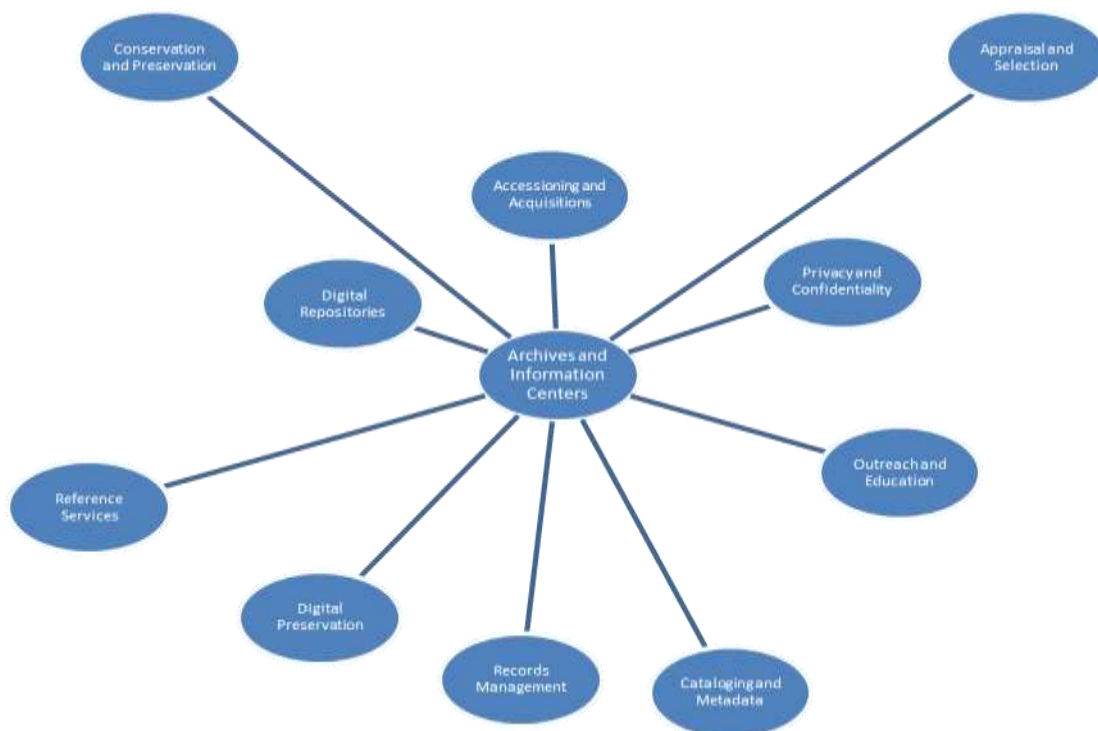 Conservation
and Preservation
Appraisal and
Selection
Accessioning and
Acquisitions
Privacy and
Confidentiality
Digital
Repositories
Archives and
Information
Centers
Outreach and
Education
Reference
Services
Digital
Preservation
Records
Management
Cataloging and
Metadata